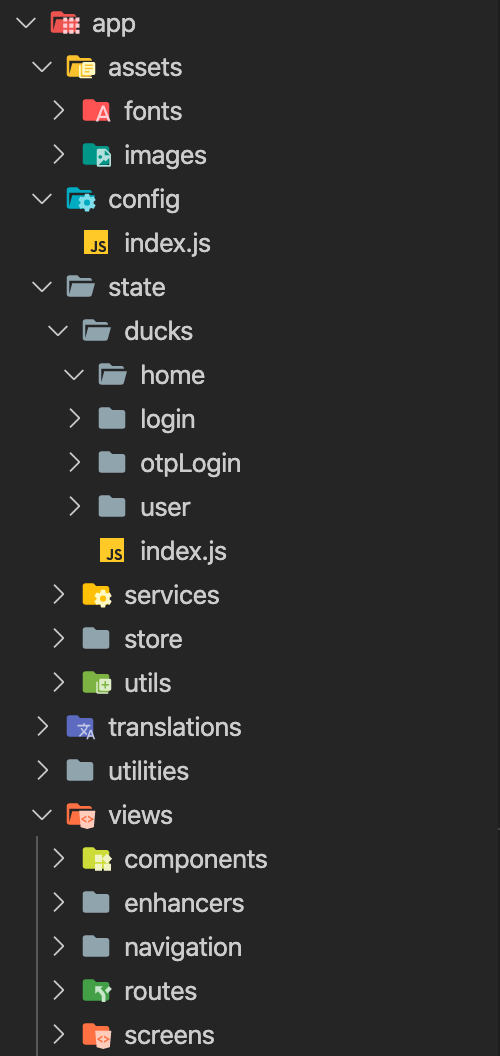 app
assets
fonts
images
config
JS index.js
state
ducks
home
login
otpLogin
user
JS index.js
services
store
utils
translations
utilities
views
components
enhancers
navigation
routes
screens